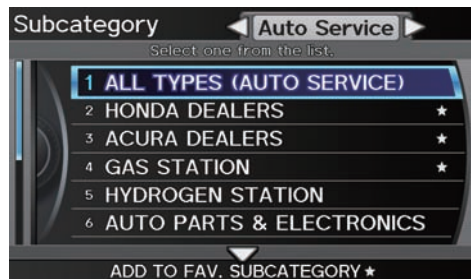 Subcategory
Auto Service
Select one from the list.
1 ALL TYPES (AUTO SERVICE)
2 HONDA DEALERS ★
3 ACURA DEALERS ★
4 GAS STATION ★
5 HYDROGEN STATION
6 AUTO PARTS & ELECTRONICS
ADD TO FAV. SUBCATEGORY ★